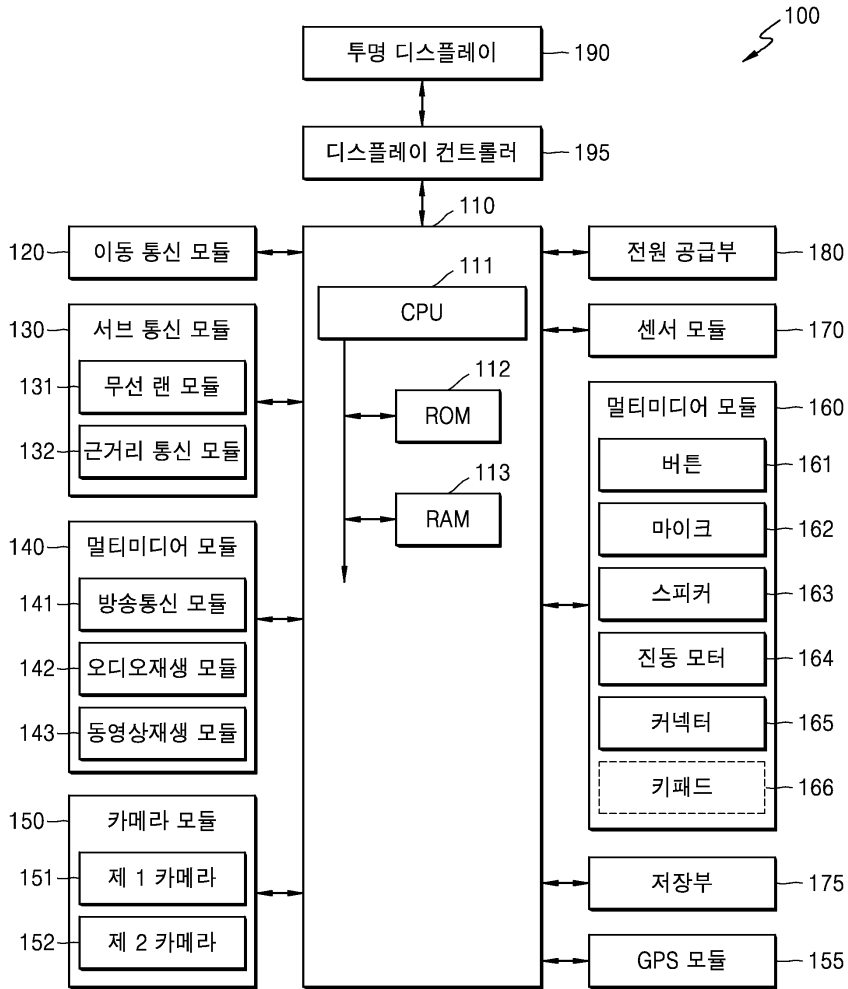 100
투명 디스플레이 190
디스플레이 컨트롤러 195
110
120 이동 통신 모듈
전원 공급부 180
111
CPU
130 서브 통신 모듈
131 무선 랜 모듈
132 근거리 통신 모듈
센서 모듈 170
112
ROM
113
RAM
멀티미디어 모듈 160
버튼 161
마이크 162
스피커 163
진동 모터 164
커넥터 165
키패드 166
140 멀티미디어 모듈
141 방송통신 모듈
142 오디오재생 모듈
143 동영상재생 모듈
150 카메라 모듈
151 제 1 카메라
152 제 2 카메라
저장부 175
GPS 모듈 155